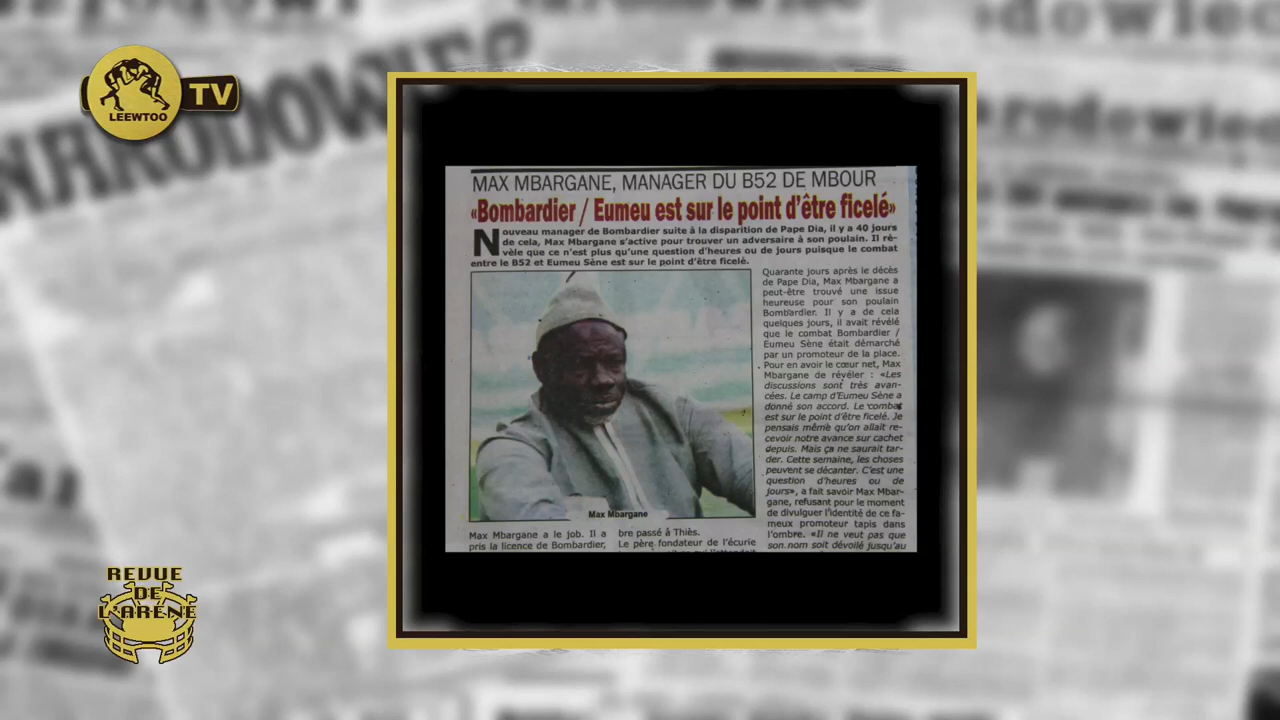 LEEWTOO
TV
NARODOWIEC
MAX MBARGANE, MANAGER DU B52 DE MBOUR
«Bombardier / Eumeu est sur le point d'être ficelé»
Nouveau manager de Bombardier suite à la disparition de Pape Dia, il y a 40 jours
de cela, Max Mbargane s'active pour trouver un adversaire à son poulain. Il ré-
vèle que ce n'est plus qu'une question d'heures ou de jours puisque le combat
entre le B52 et Eumeu Sène est sur le point d'être ficelé.
Max Mbargane
Max Mbargane a le job. Il a
pris la licence de Bombardier,
bre passé à Thiès.
Le père fondateur de l'écurie
Quarante jours après le décès
de Pape Dia, Max Mbargane a
peut-être trouvé une issue
heureuse pour son poulain
Bombardier. Il y a de cela
quelques jours, il avait révélé
que le combat Bombardier /
Eumeu Sène était démarché
par un promoteur de la place.
Pour en avoir le cœur net, Max
Mbargane de révéler : «Les
discussions sont très avan-
cées. Le camp d'Eumeu Sène a
donné son accord. Le combat
est sur le point d'être ficelé. Je
pensais même qu'on allait re-
cevoir notre avance sur cachet
depuis. Mais ça ne saurait tar-
der. Cette semaine, les choses
peuvent se décanter. C'est une
question d'heures ou de
jours», a fait savoir Max Mbar-
gane, refusant pour le moment
de divulguer l'identité de ce fa-
meux promoteur tapis dans
l'ombre. «Il ne veut pas que
son nom soit dévoilé jusqu'au
REVUE
DE
L'ARÈNE